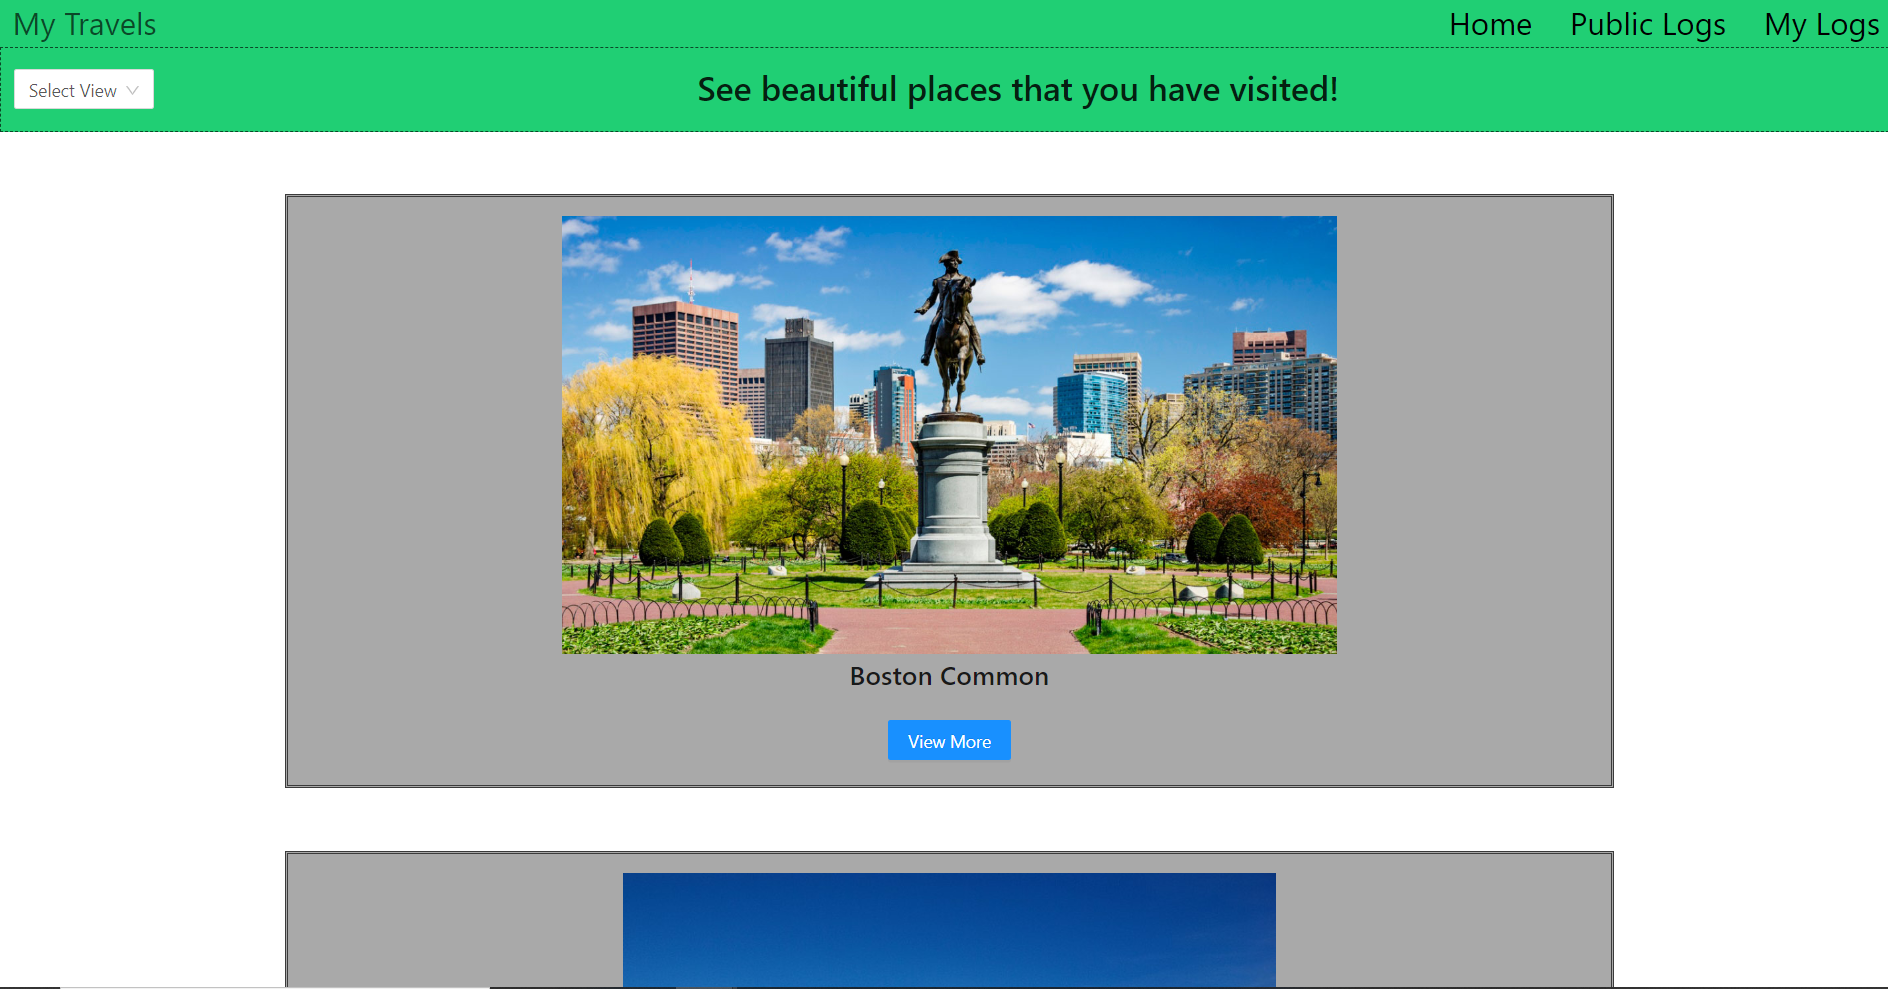 My Travels
Home
Public Logs
My Logs
Select View
See beautiful places that you have visited!
Boston Common
View More